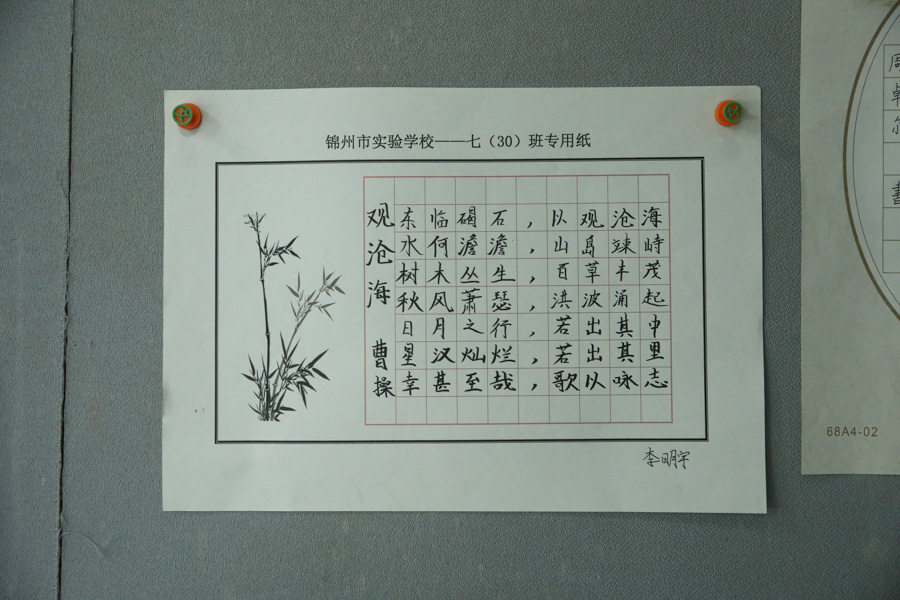 锦州市实验学校——七（30）班专用纸
观沧海 曹操
东临碣石，以观沧海
水何澹澹，山岛竦峙
树木丛生，百草丰茂
秋风萧瑟，洪波涌起
日月之行，若出其中
星汉灿烂，若出其里
幸甚至哉，歌以咏志
李明宇
68A4-02